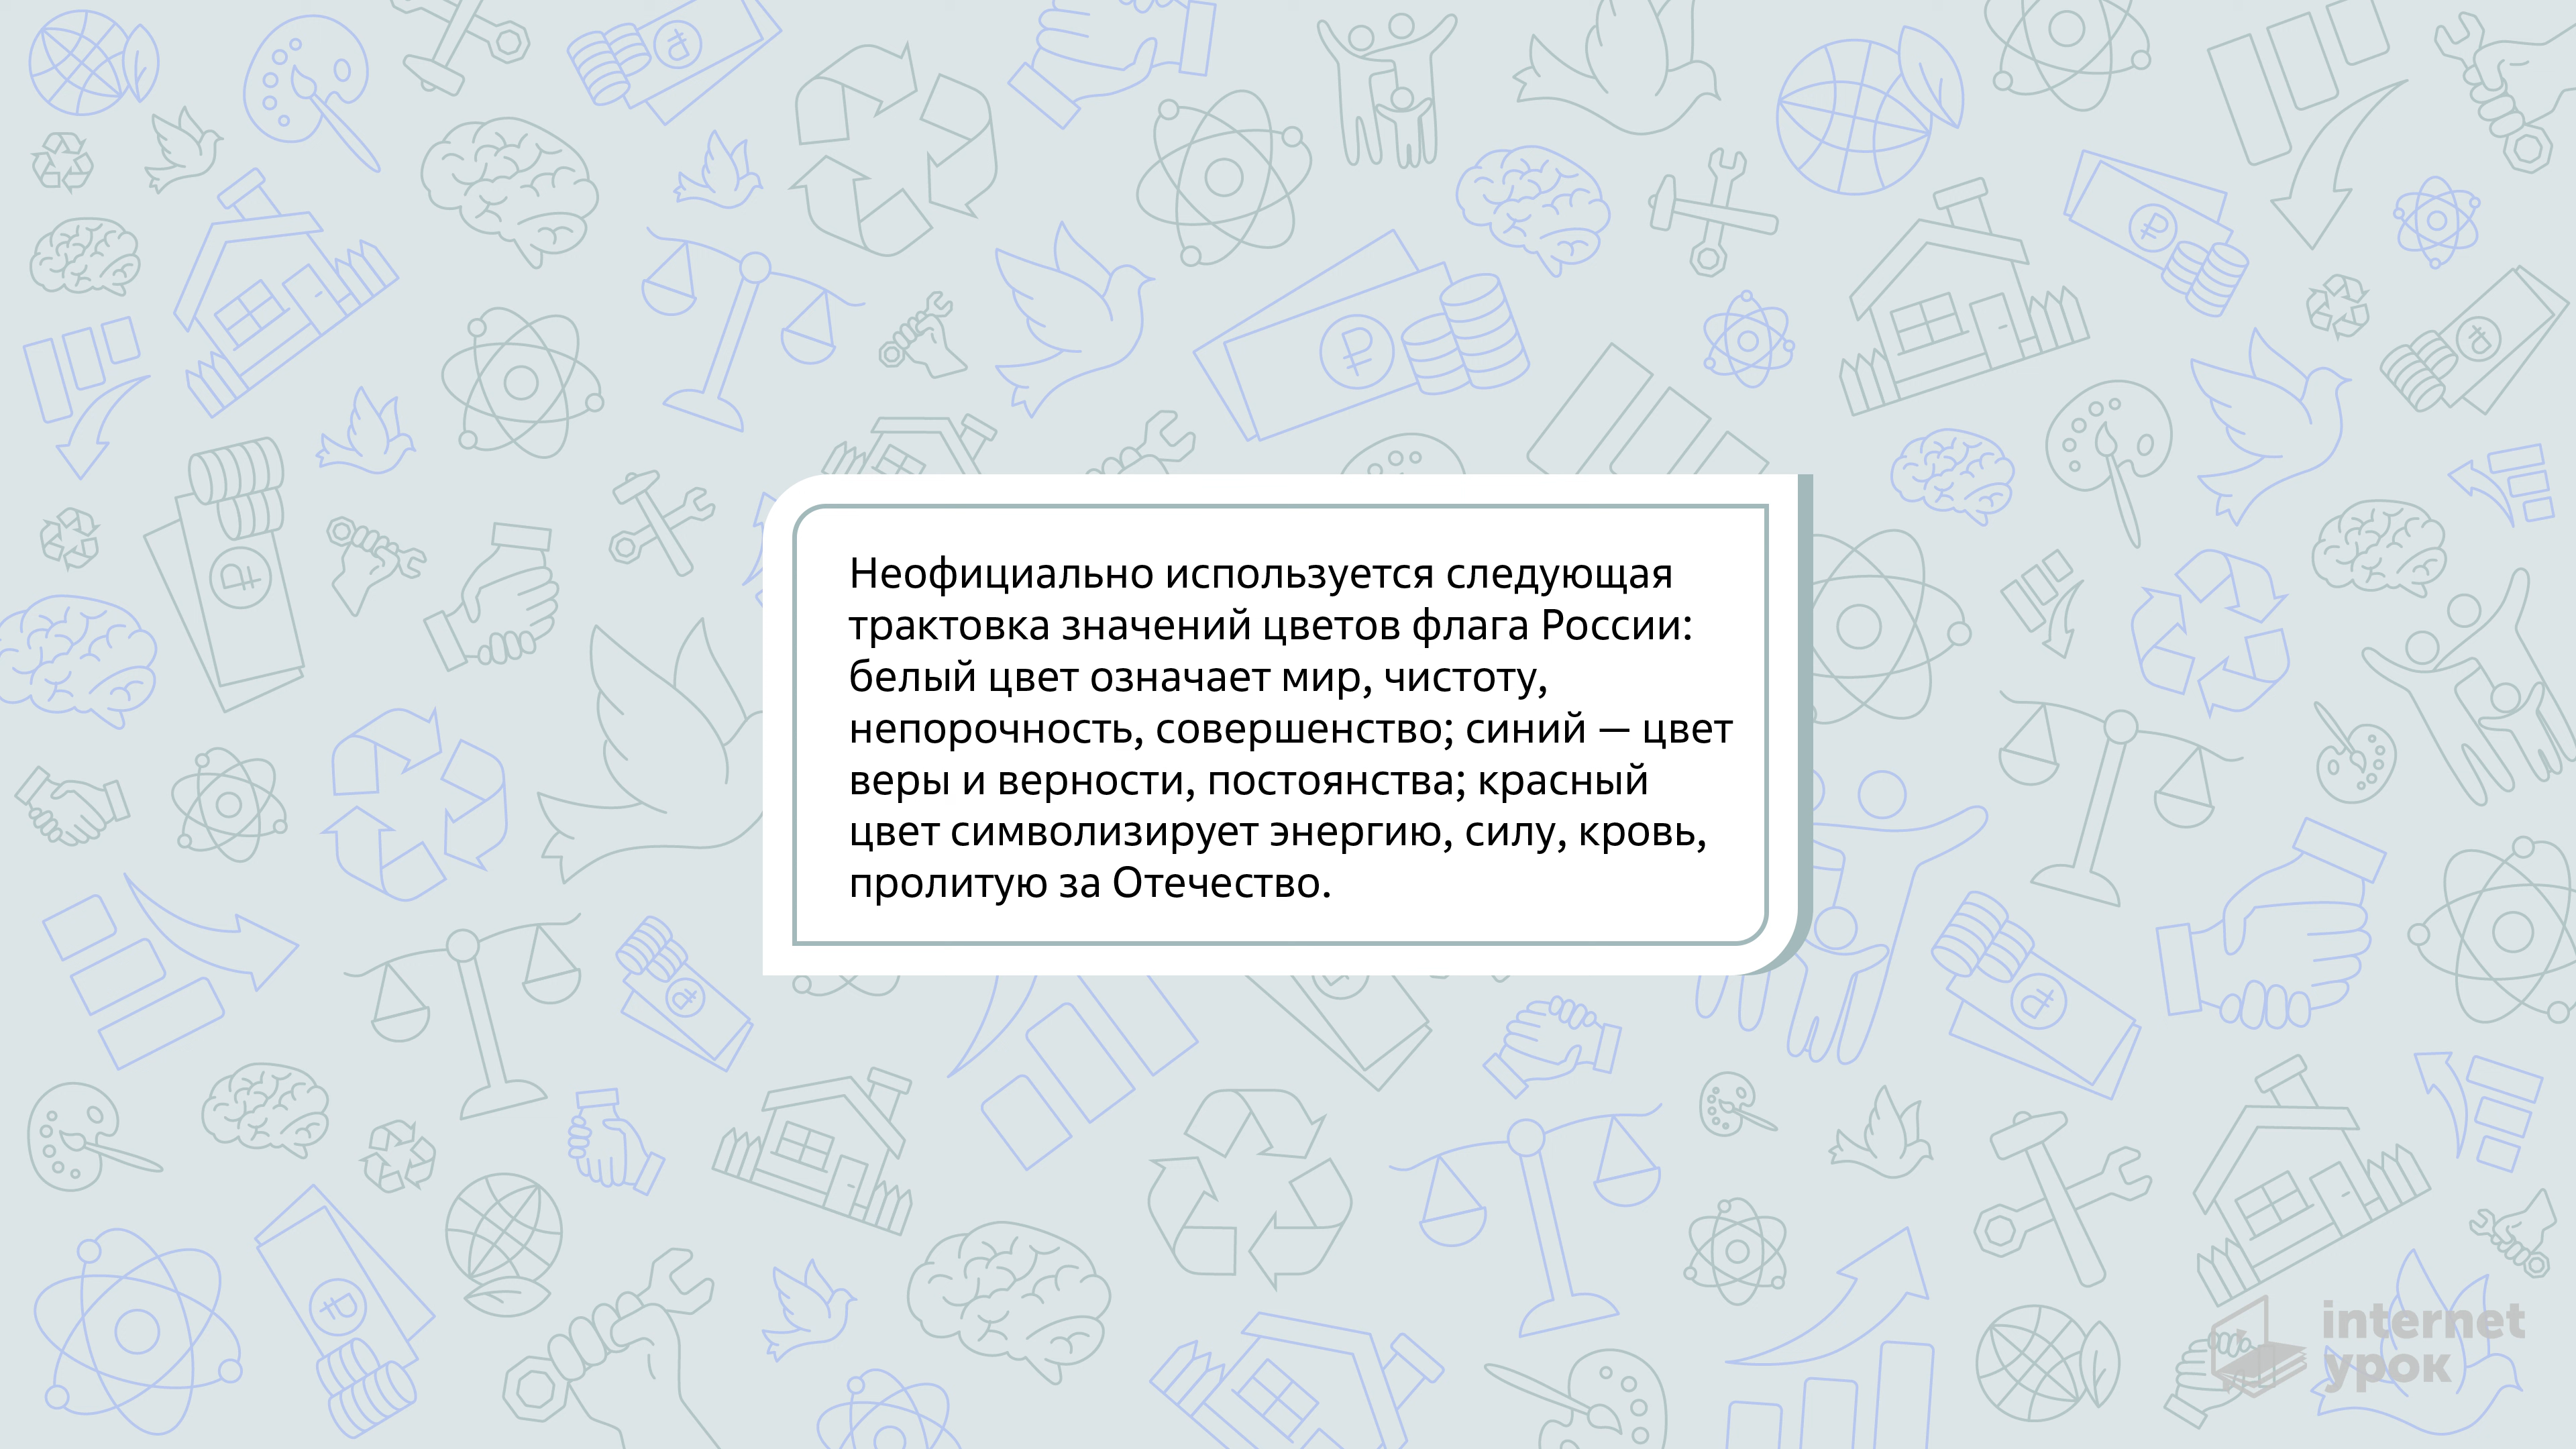 Неофициально используется следующая
трактовка значений цветов флага России:
белый цвет означает мир, чистоту,
непорочность, совершенство; синий — цвет
веры и верности, постоянства; красный
цвет символизирует энергию, силу, кровь,
пролитую за Отечество.
internet
урок